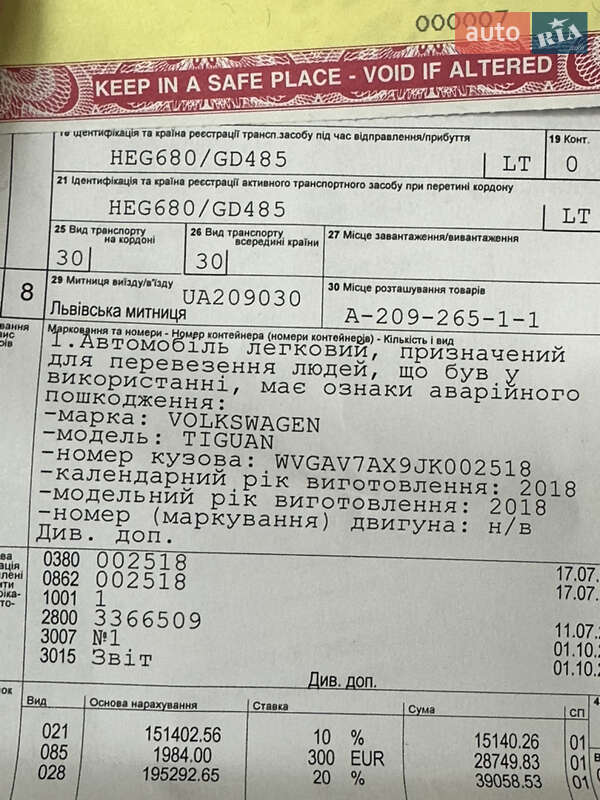 000007
auto RIA
KEEP IN A SAFE PLACE - VOID IF ALTERED
18 Ідентифікація та країна реєстрації трансп.засобу під час відправлення/прибуття
19 Конт.
HEG680/GD485 LT 0
21 Ідентифікація та країна реєстрації активного транспортного засобу при перетині кордону
HEG680/GD485 LT
25 Вид транспорту на кордоні
26 Вид транспорту всередині країни
27 Місце завантаження/вивантаження
30 30
29 Митниця виїзду/в'їзду UA209030
30 Місце розташування товарів
8 Львівська митниця A-209-265-1-1
Марковання та номери - Номер контейнера (номери контейнерів) - Кількість і вид
1.Автомобіль легковий, призначений
для перевезення людей, що був у
використанні, має ознаки аварійного
пошкодження:
-марка: VOLKSWAGEN
-модель: TIGUAN
-номер кузова: WVGAV7AX9JK002518
-календарний рік виготовлення: 2018
-модельний рік виготовлення: 2018
-номер (маркування) двигуна: н/в
Див. доп.
0380 002518 17.07.
0862 002518 17.07.
1001 1
2800 3366509 11.07.
3007 №1 01.10.
3015 Звіт 01.10.
Див. доп.
Вид Основа нарахування Ставка Сума СП
021 151402.56 10 % 15140.26 01
085 1984.00 300 EUR 28749.83 01
028 195292.65 20 % 39058.53 01